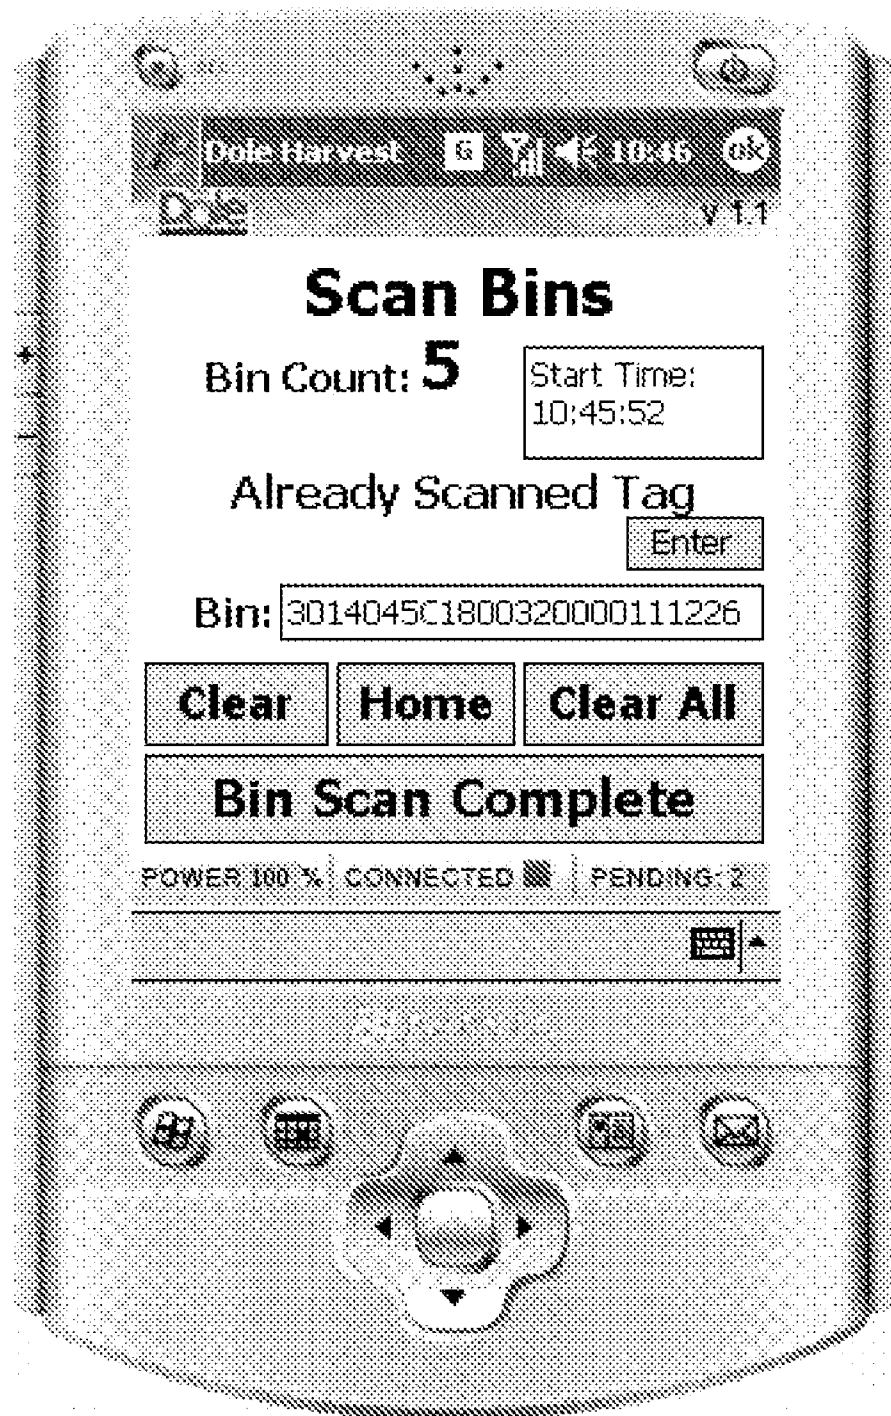 Dole Harvest G 10:46 ok
Dole V 1.1
Scan Bins
Bin Count: 5
Start Time:
10:45:52
Already Scanned Tag
Enter
Bin: 3014045C1800320000111226
Clear Home Clear All
Bin Scan Complete
POWER 100 % CONNECTED PENDING: 2